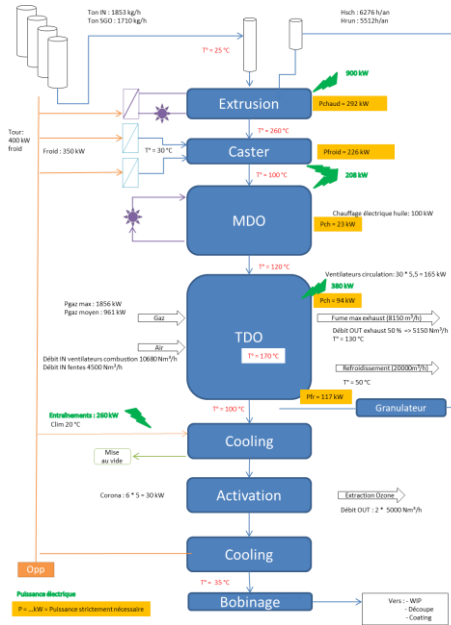 Ton IN : 1853 kg/h
Ton SGO : 1710 kg/h
Hsch : 6276 h/an
Hrun : 5512h/an
T° = 25 °C
900 kW
Extrusion
Pchaud = 292 kW
Tour:
400 kW
froid
Froid : 350 kW
T° = 260 °C
T° = 30 °C
Caster
Pfroid = 226 kW
T° = 100 °C
208 kW
MDO
Chauffage électrique huile: 100 kW
Pch = 23 kW
T° = 120 °C
Ventilateurs circulation: 30 * 5,5 = 165 kW
380 kW
Pch = 94 kW
Pgaz max : 1856 kW
Pgaz moyen : 961 kW
Gaz
TDO
Fume max exhaust (8150 m³/h)
Débit OUT exhaust 50 % => 5150 Nm³/h
T° = 130 °C
Air
T° = 170 °C
Débit IN ventilateurs combustion 10680 Nm³/h
Débit IN fentes 4500 Nm³/h
Refroidissement (20000m³/h)
T° = 50 °C
Pfr = 117 kW
T° = 100 °C
Granulateur
Entraînements : 260 kW
Clim 20 °C
Cooling
Mise
au vide
Corona : 6 * 5 = 30 kW
Activation
Extraction Ozone
Débit OUT : 2 * 5000 Nm³/h
Cooling
Opp
T° = 35 °C
Puissance électrique
P = ...kW = Puissance strictement nécessaire
Bobinage
Vers : - WIP
- Découpe
- Coating